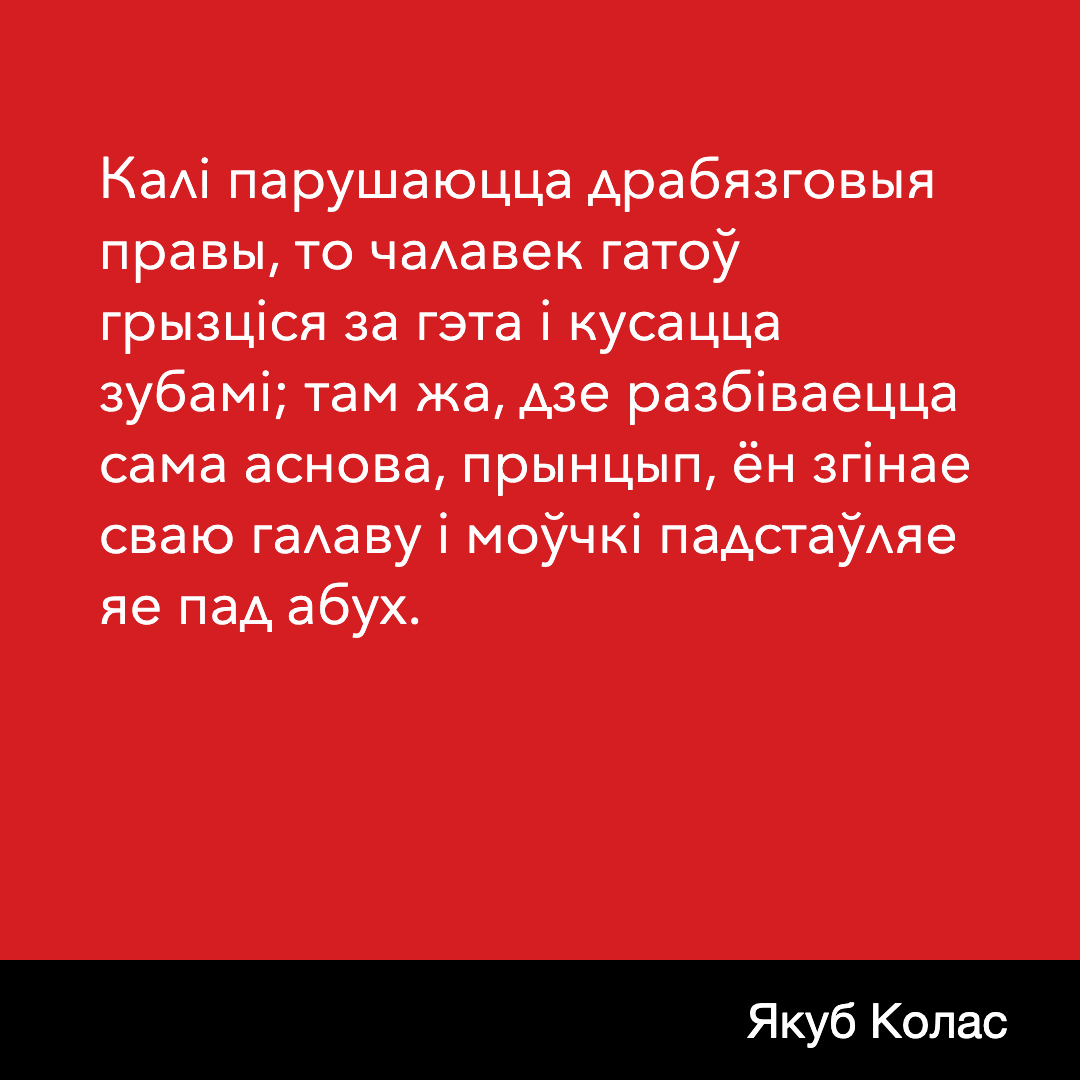 Калі парушаюцца драбязговыя
правы, то чалавек гатоў
грызціся за гэта і кусацца
зубамі; там жа, дзе разбіваецца
сама аснова, прынцып, ён згінае
сваю галаву і моўчкі падстаўляе
яе пад абух.
Якуб Колас